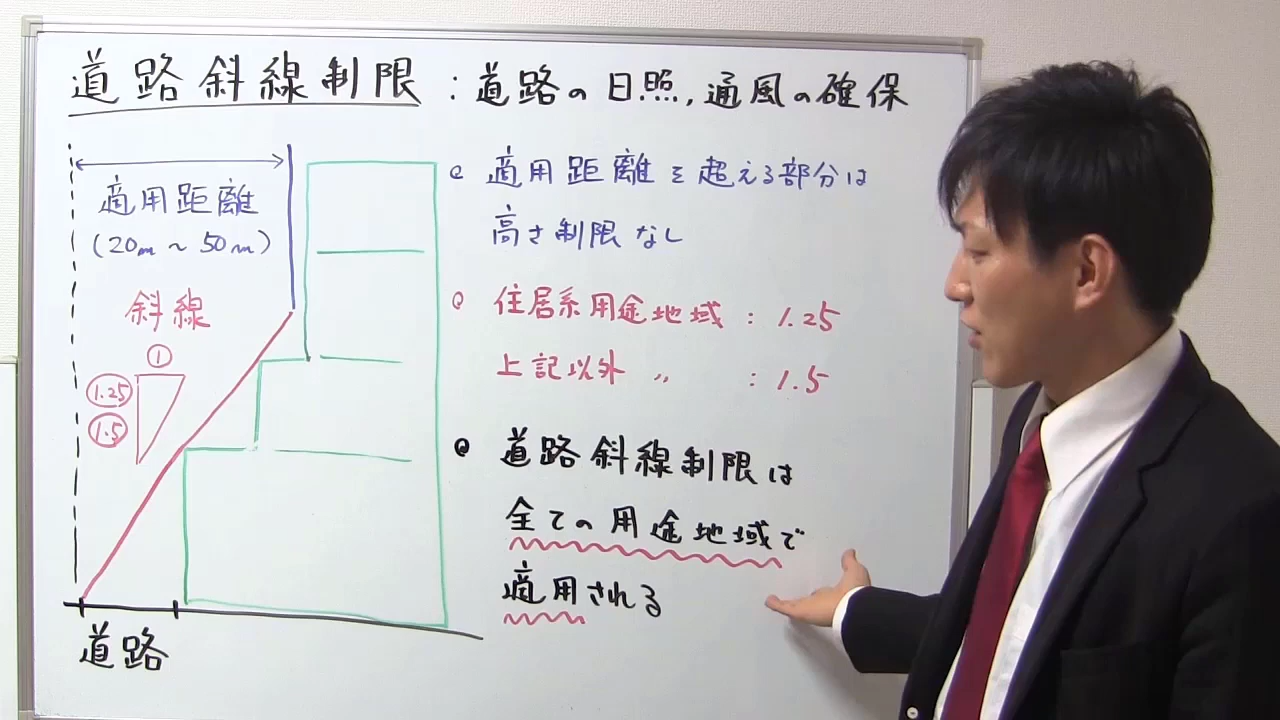 道路斜線制限 : 道路の日照,通風の確保
適用距離
(20m～50m)
斜線
①
1.25
1.5
道路
適用距離を超える部分は
高さ制限なし
住居系用途地域 : 1.25
上記以外 〃 : 1.5
道路斜線制限は
全ての用途地域で
適用される